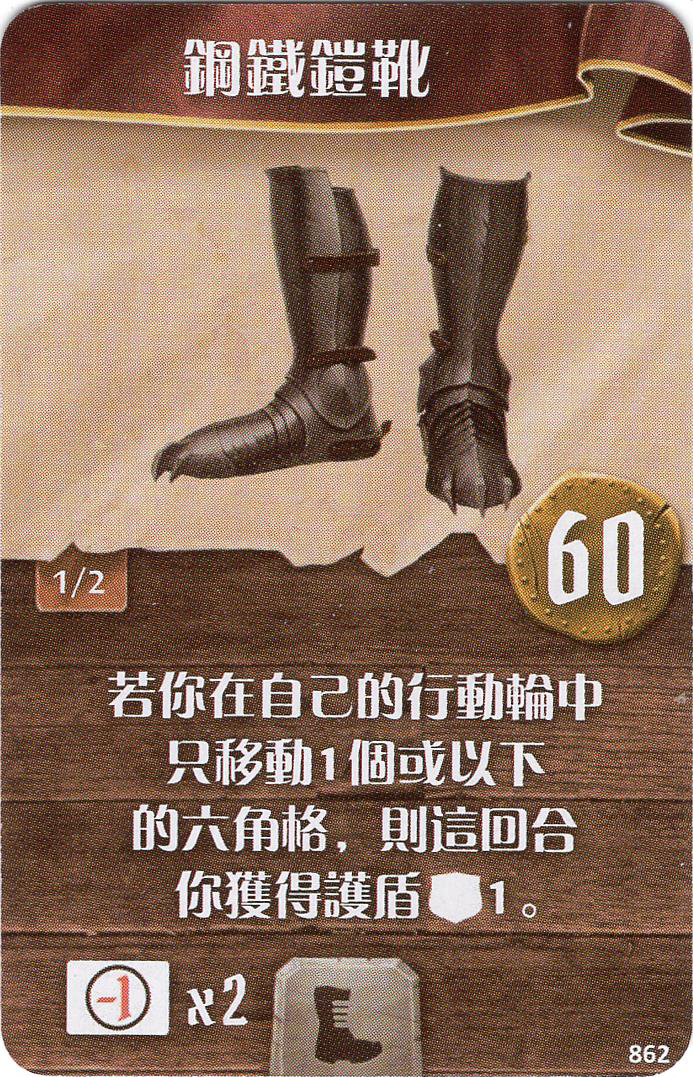 鋼鐵鎧靴
60
1/2
若你在自己的行動輪中
只移動1個或以下
的六角格，則這回合
你獲得護盾1。
-1 x2
862